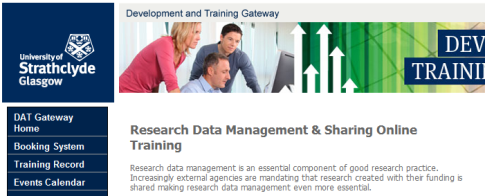 Development and Training Gateway
University of
Strathclyde
Glasgow
DEV
TRAINI
DAT Gateway
Home
Booking System
Training Record
Events Calendar
Research Data Management & Sharing Online
Training
Research data management is an essential component of good research practice.
Increasingly external agencies are mandating that research created with their funding is
shared making research data management even more essential.